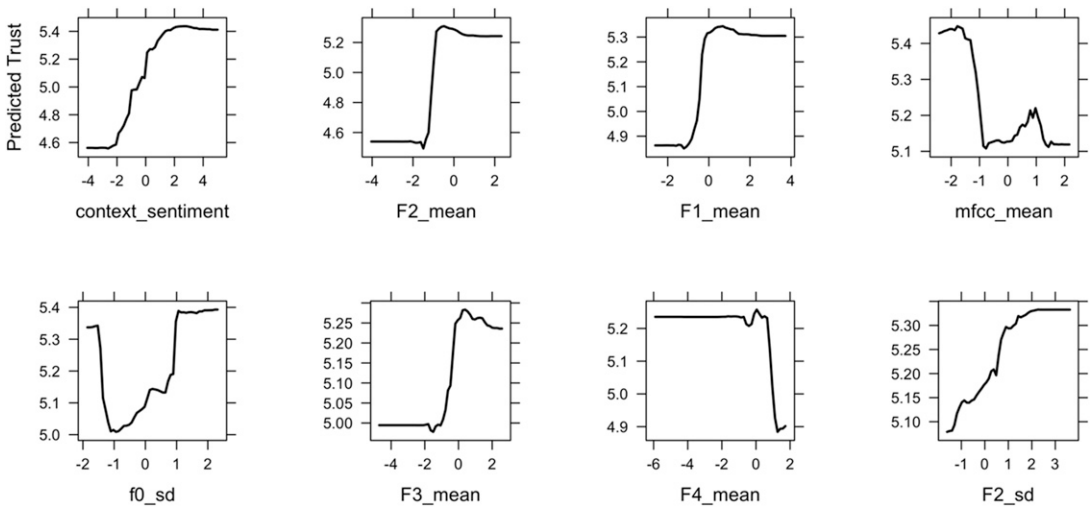 Predicted Trust
5.4
5.2
5.0
4.8
4.6
-4 -2 0 2 4
context_sentiment
5.2
5.0
4.8
4.6
-4 -2 0 2
F2_mean
5.3
5.2
5.1
5.0
4.9
-2 0 2 4
F1_mean
5.4
5.3
5.2
5.1
-2 -1 0 1 2
mfcc_mean
5.4
5.3
5.2
5.1
5.0
-2 -1 0 1 2
f0_sd
5.25
5.20
5.15
5.10
5.05
5.00
-4 -2 0 2
F3_mean
5.2
5.1
5.0
4.9
-6 -4 -2 0 2
F4_mean
5.30
5.25
5.20
5.15
5.10
-1 0 1 2 3
F2_sd